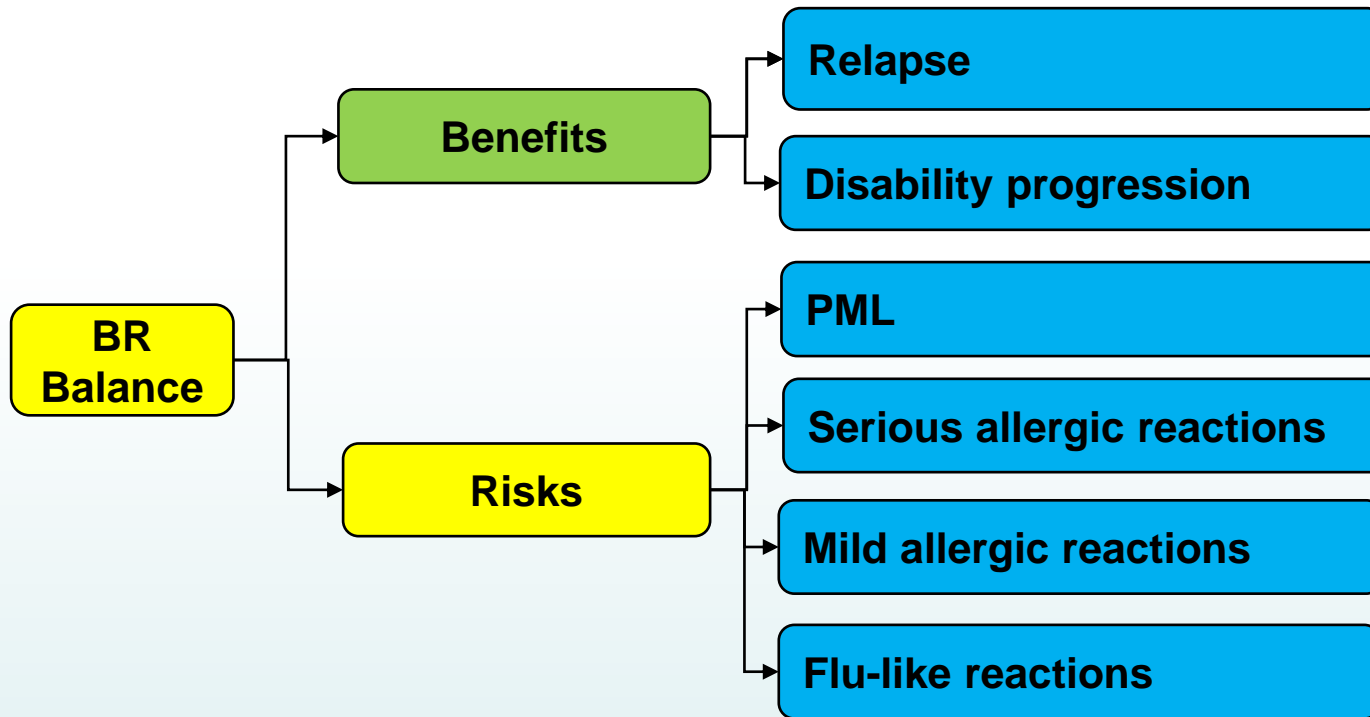 Relapse
Benefits
Disability progression
PML
BR
Balance
Serious allergic reactions
Risks
Mild allergic reactions
Flu-like reactions